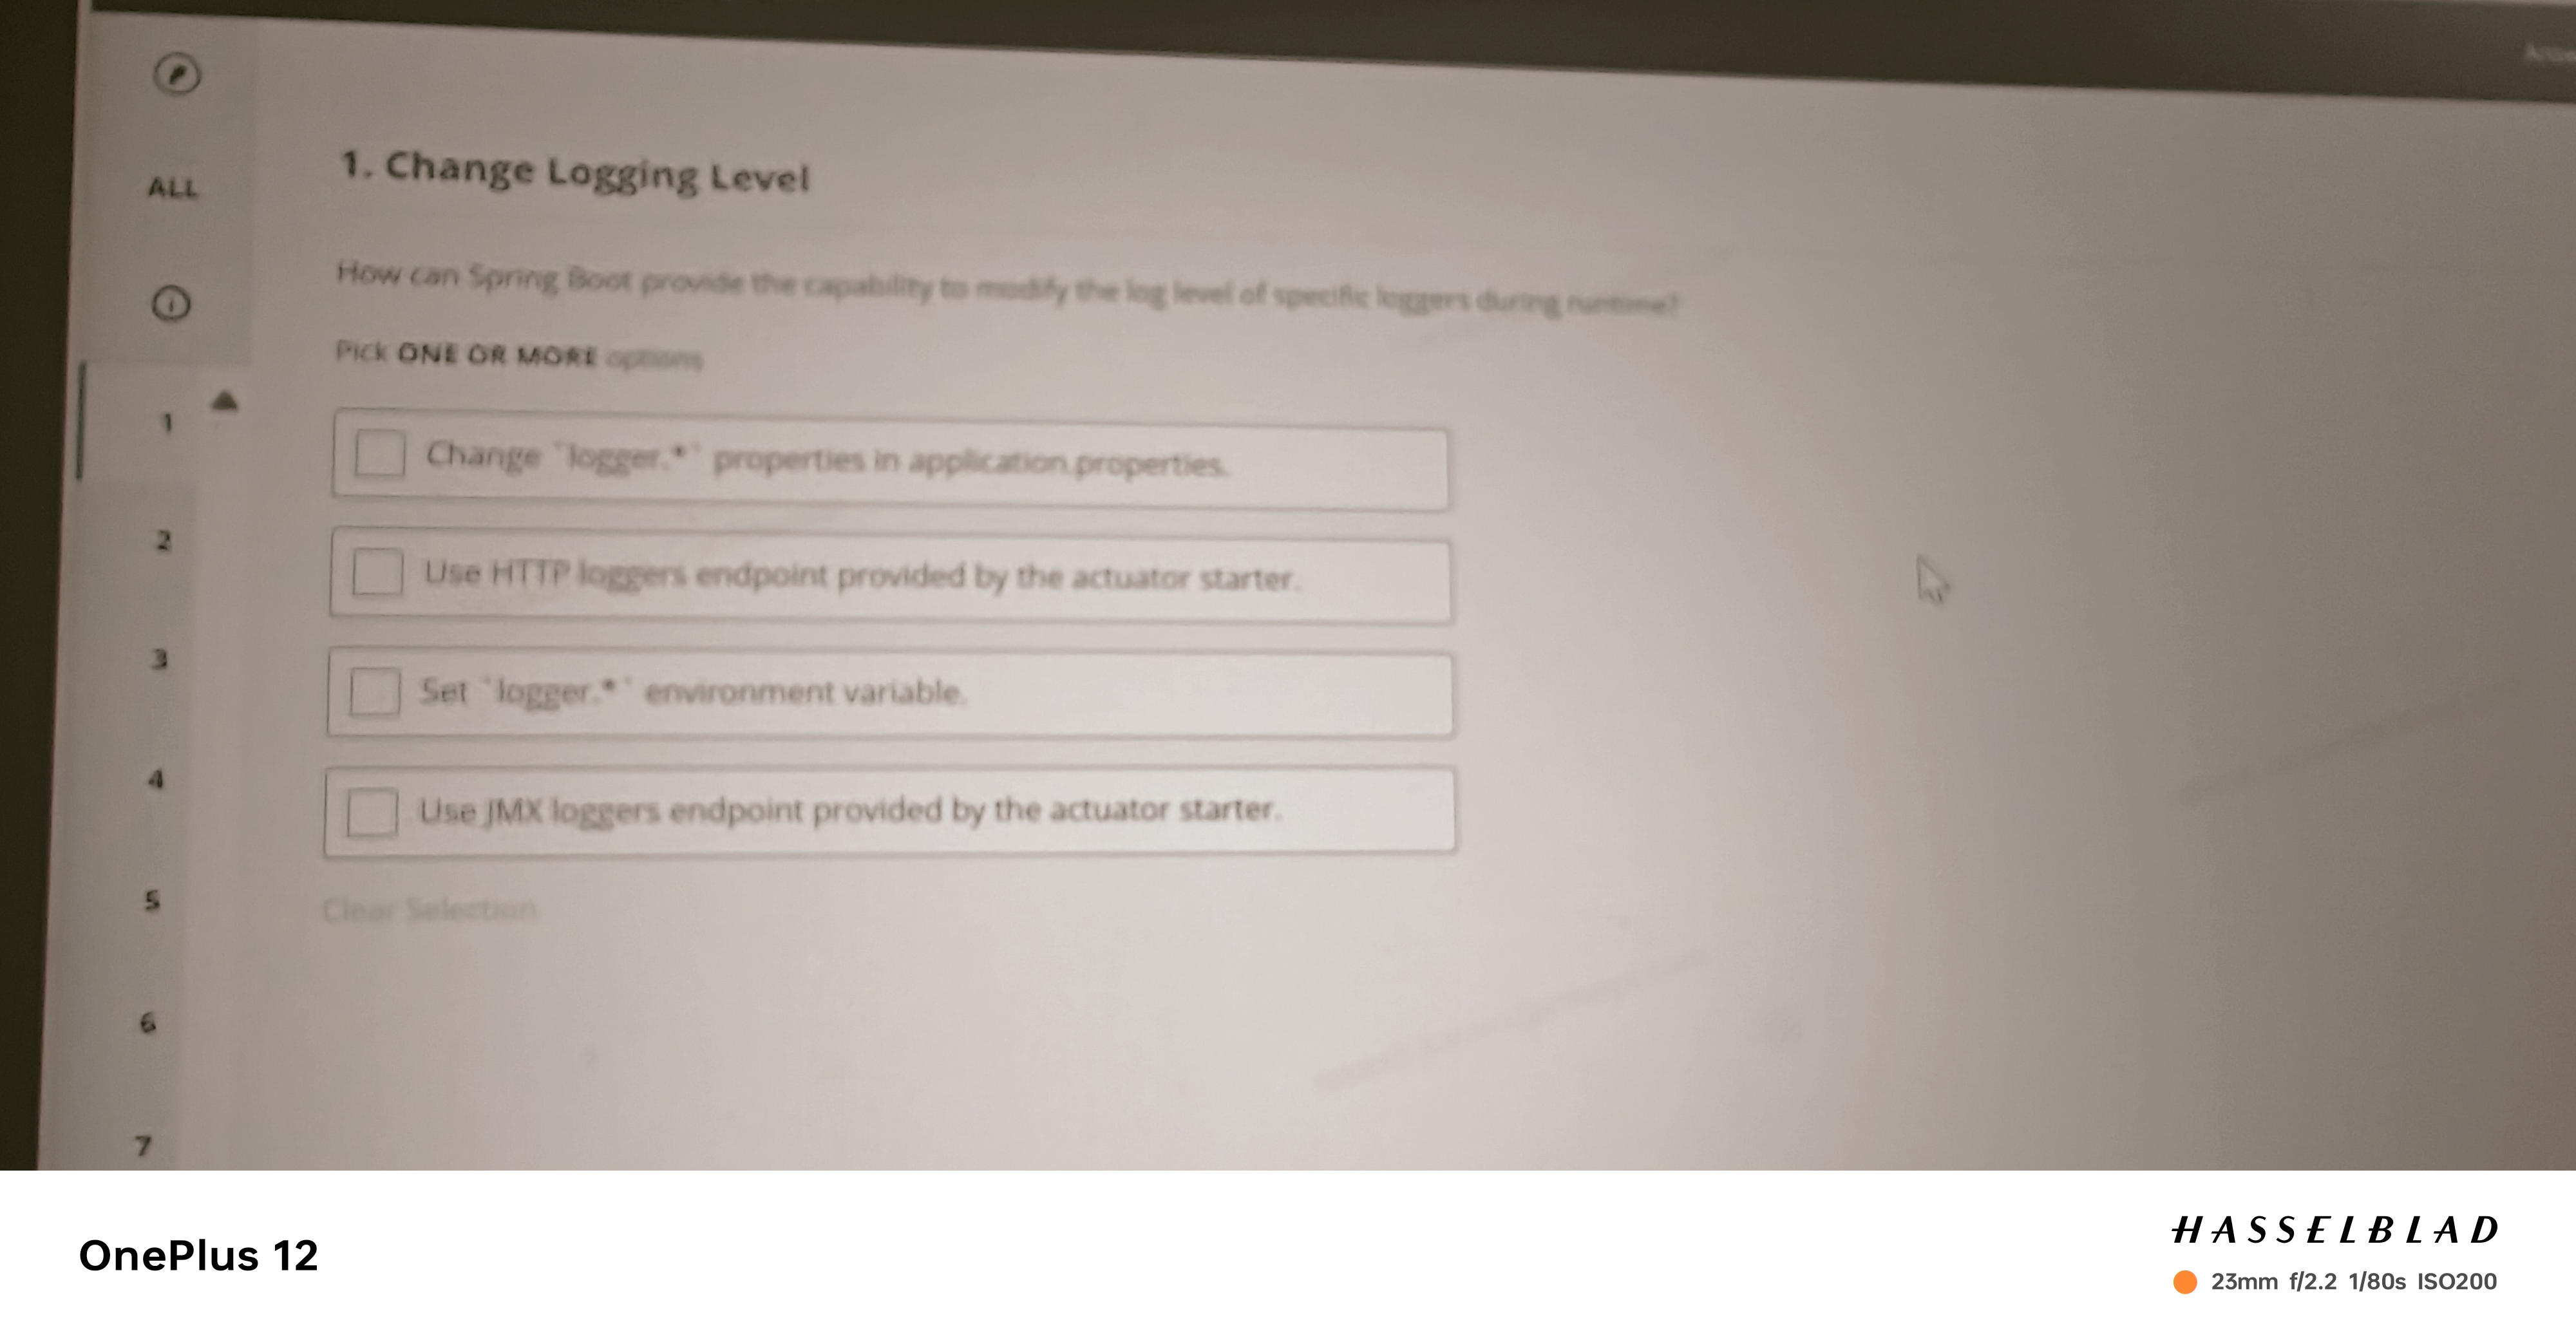 ALL
1. Change Logging Level
How can Spring Boot provide the capability to modify the log level of specific loggers during runtime?
Pick ONE OR MORE options
1
Change `logger.*` properties in application.properties.
2
Use HTTP loggers endpoint provided by the actuator starter.
3
Set `logger.*` environment variable.
4
Use JMX loggers endpoint provided by the actuator starter.
5
Clear Selection
6
7
OnePlus 12
HASSELBLAD
23mm f/2.2 1/80s ISO200